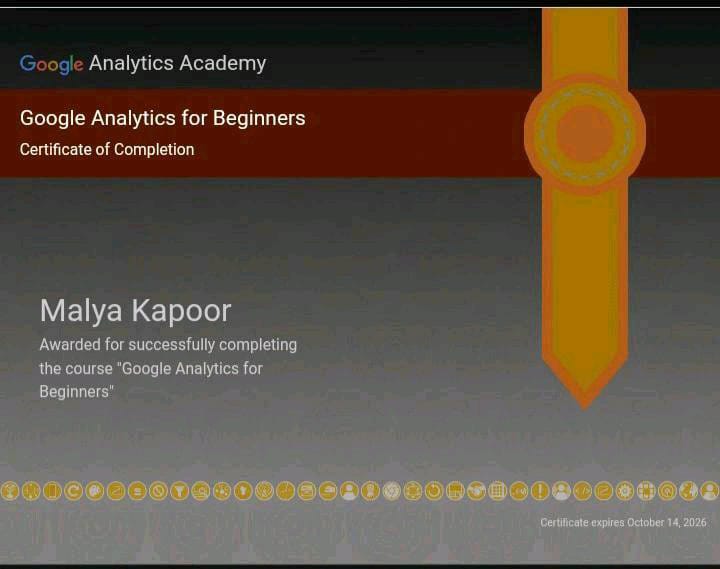 Google Analytics Academy
Google Analytics for Beginners
Certificate of Completion
Malya Kapoor
Awarded for successfully completing
the course "Google Analytics for
Beginners"
Certificate expires October 14, 2026